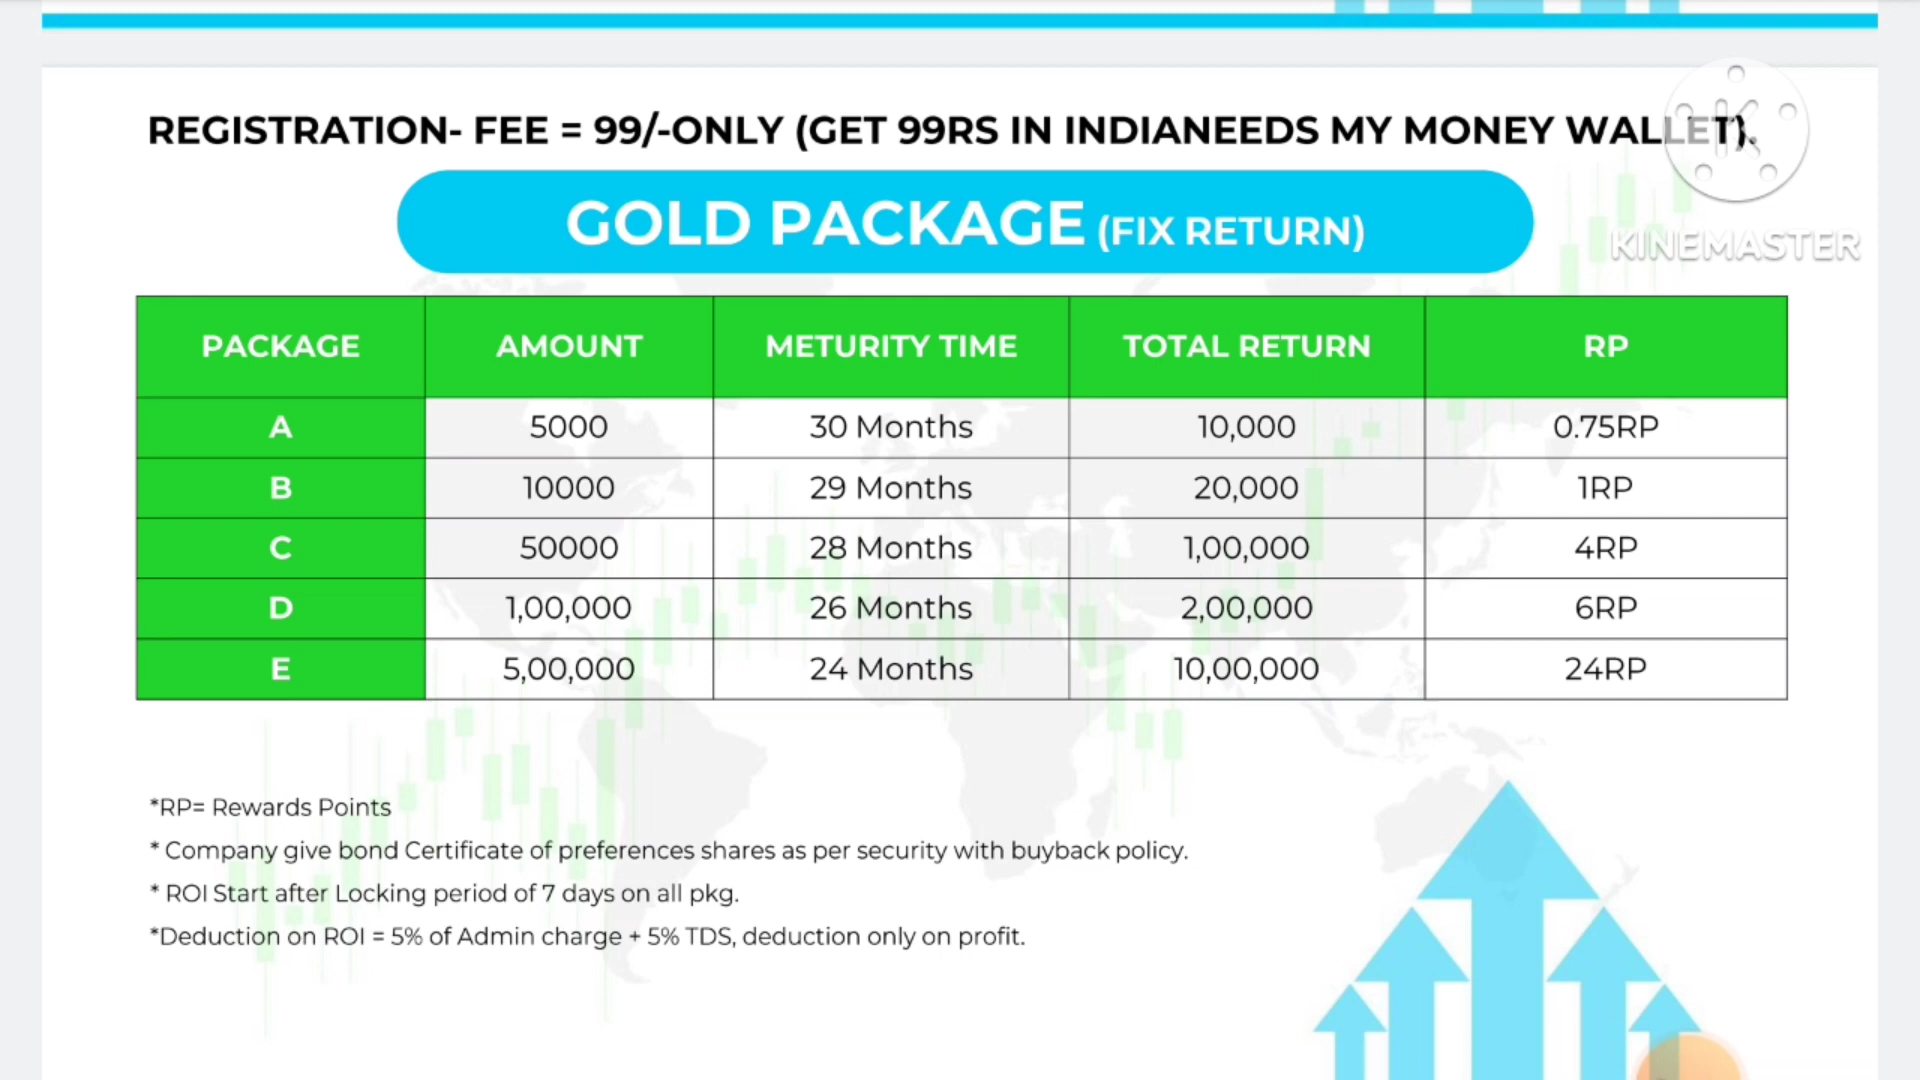 REGISTRATION- FEE = 99/-ONLY (GET 99RS IN INDIANEEDS MY MONEY WALLET).
GOLD PACKAGE (FIX RETURN)
KINEMASTER
PACKAGE AMOUNT METURITY TIME TOTAL RETURN RP
A 5000 30 Months 10,000 0.75RP
B 10000 29 Months 20,000 1RP
C 50000 28 Months 1,00,000 4RP
D 1,00,000 26 Months 2,00,000 6RP
E 5,00,000 24 Months 10,00,000 24RP
*RP= Rewards Points
* Company give bond Certificate of preferences shares as per security with buyback policy.
* ROI Start after Locking period of 7 days on all pkg.
*Deduction on ROI = 5% of Admin charge + 5% TDS, deduction only on profit.